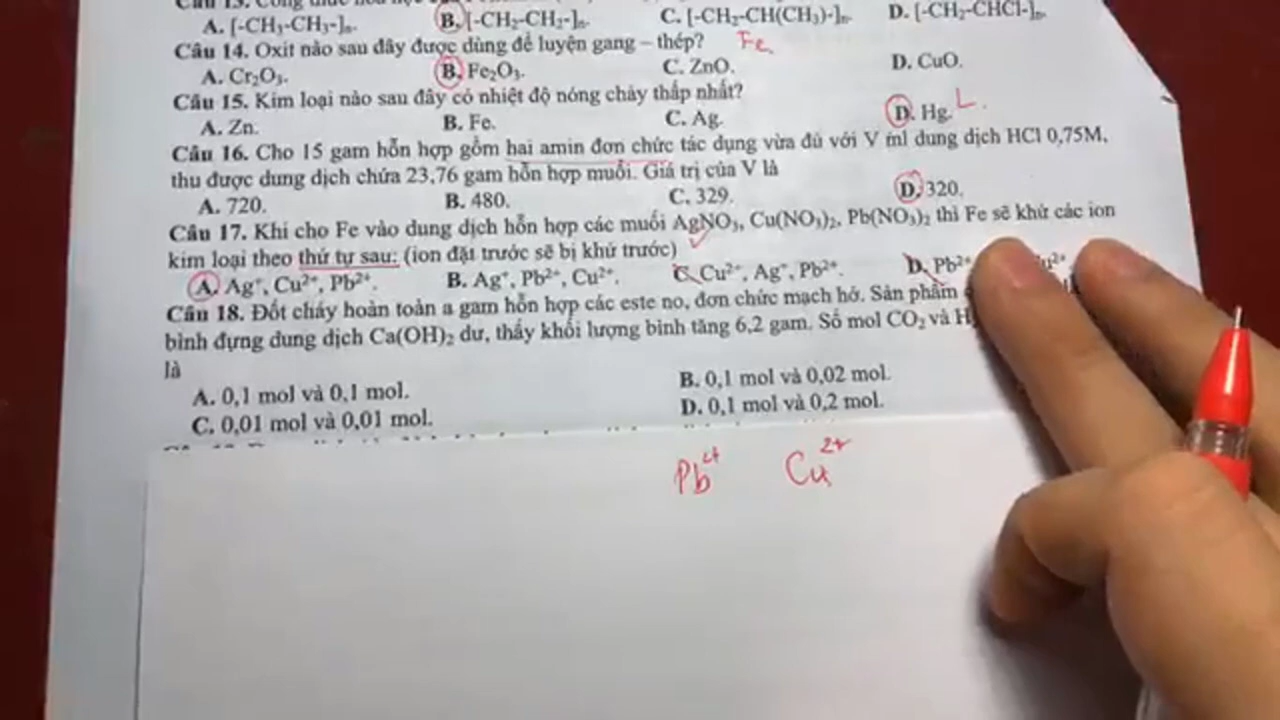 A. [-CH₃-CH₃-]ₙ. B. [-CH₂-CH₂-]ₙ. C. [-CH₂-CH(CH₃)-]ₙ. D. [-CH₂-CHCl-]ₙ.
Câu 14. Oxit nào sau đây được dùng để luyện gang – thép? Fe
A. Cr₂O₃. B. Fe₂O₃. C. ZnO. D. CuO.
Câu 15. Kim loại nào sau đây có nhiệt độ nóng chảy thấp nhất?
A. Zn. B. Fe. C. Ag. D. Hg. L.
Câu 16. Cho 15 gam hỗn hợp gồm hai amin đơn chức tác dụng vừa đủ với V ml dung dịch HCl 0,75M,
thu được dung dịch chứa 23,76 gam hỗn hợp muối. Giá trị của V là
A. 720. B. 480. C. 329. D. 320.
Câu 17. Khi cho Fe vào dung dịch hỗn hợp các muối AgNO₃, Cu(NO₃)₂, Pb(NO₃)₂ thì Fe sẽ khử các ion
kim loại theo thứ tự sau: (ion đặt trước sẽ bị khử trước)
A. Ag⁺, Cu²⁺, Pb²⁺. B. Ag⁺, Pb²⁺, Cu²⁺. C. Cu²⁺, Ag⁺, Pb²⁺. D. Pb²⁺
Câu 18. Đốt cháy hoàn toàn a gam hỗn hợp các este no, đơn chức mạch hở. Sản phẩm
bình đựng dung dịch Ca(OH)₂ dư, thấy khối lượng bình tăng 6,2 gam. Số mol CO₂ và H
là
A. 0,1 mol và 0,1 mol. B. 0,1 mol và 0,02 mol.
C. 0,01 mol và 0,01 mol. D. 0,1 mol và 0,2 mol.
Pb²⁺ Cu²⁺